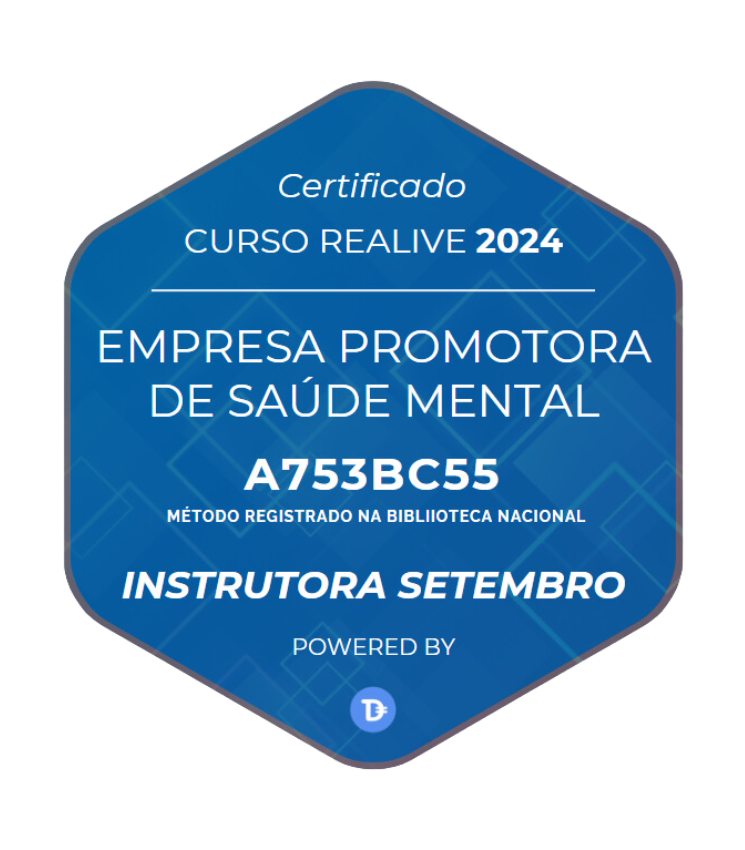 Certificado
CURSO REALIVE 2024
EMPRESA PROMOTORA
DE SAÚDE MENTAL
A753BC55
MÉTODO REGISTRADO NA BIBLIIOTECA NACIONAL
INSTRUTORA SETEMBRO
POWERED BY